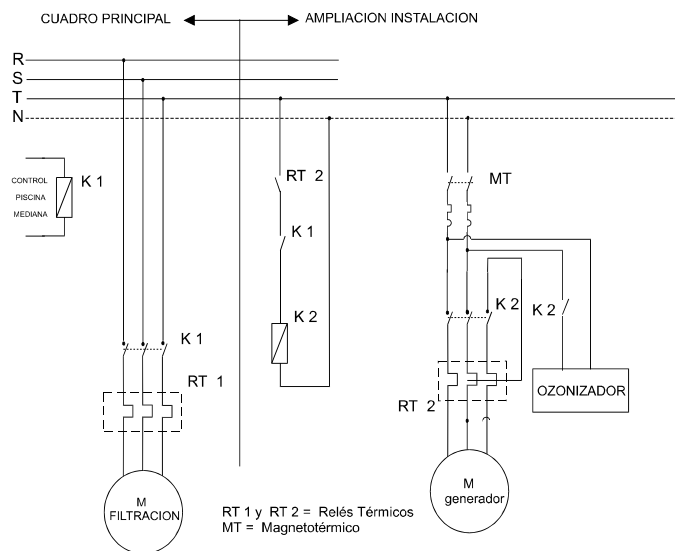 CUADRO PRINCIPAL
AMPLIACION INSTALACION
R
S
T
N
CONTROL
PISCINA
MEDIANA
K 1
RT 2
K 1
K 2
MT
K 1
RT 1
K 2
K 2
RT 2
OZONIZADOR
M
FILTRACION
M
generador
RT 1 y RT 2 = Relés Térmicos
MT = Magnetotérmico